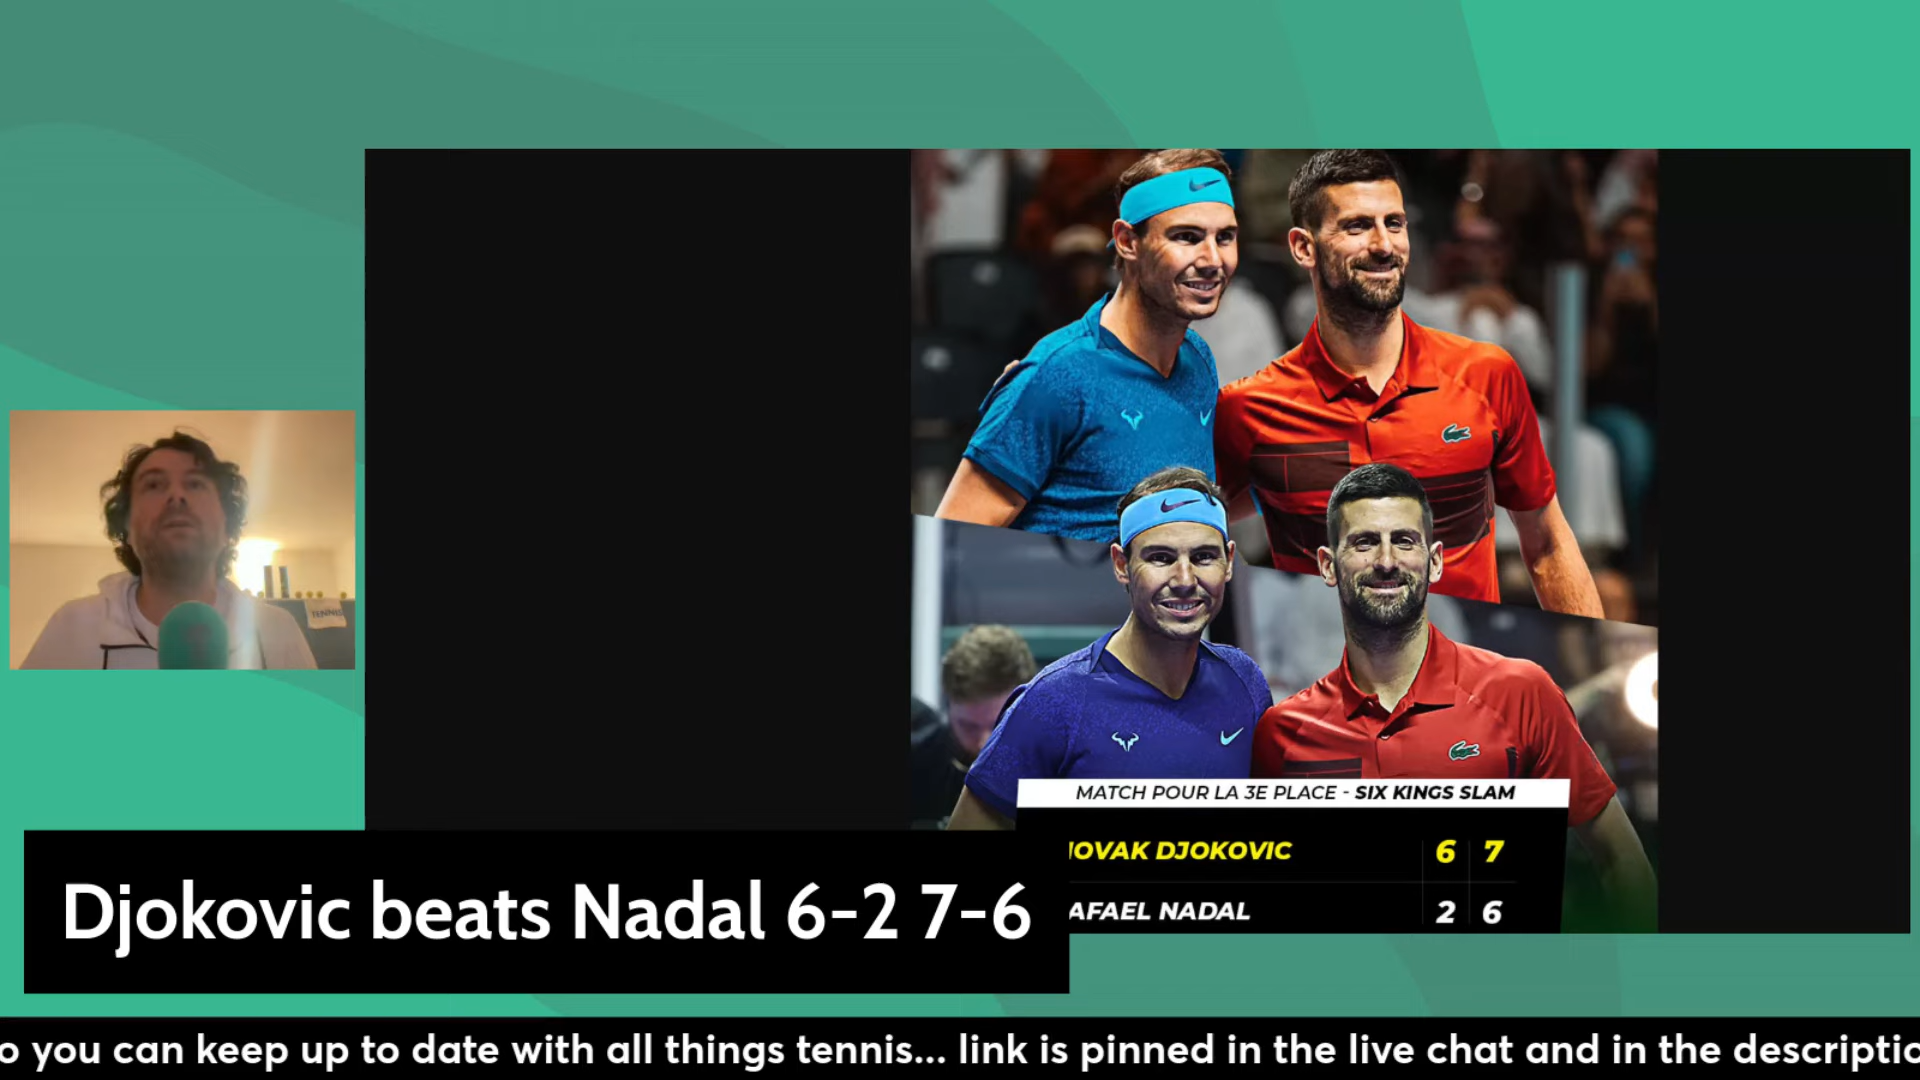 TENNIS
MATCH POUR LA 3E PLACE - SIX KINGS SLAM
OVAK DJOKOVIC 6 7
AFAEL NADAL 2 6
Djokovic beats Nadal 6-2 7-6
o you can keep up to date with all things tennis... link is pinned in the live chat and in the descriptio